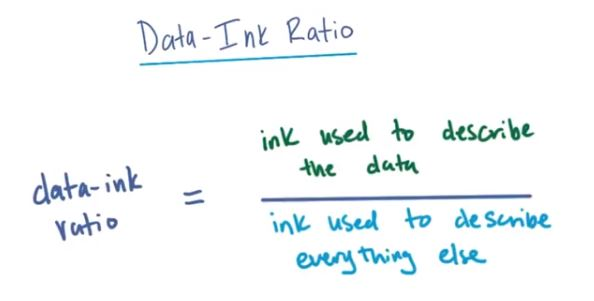 Data-Ink Ratio
ink used to describe
the data
data-ink
ratio
=
ink used to describe
everything else